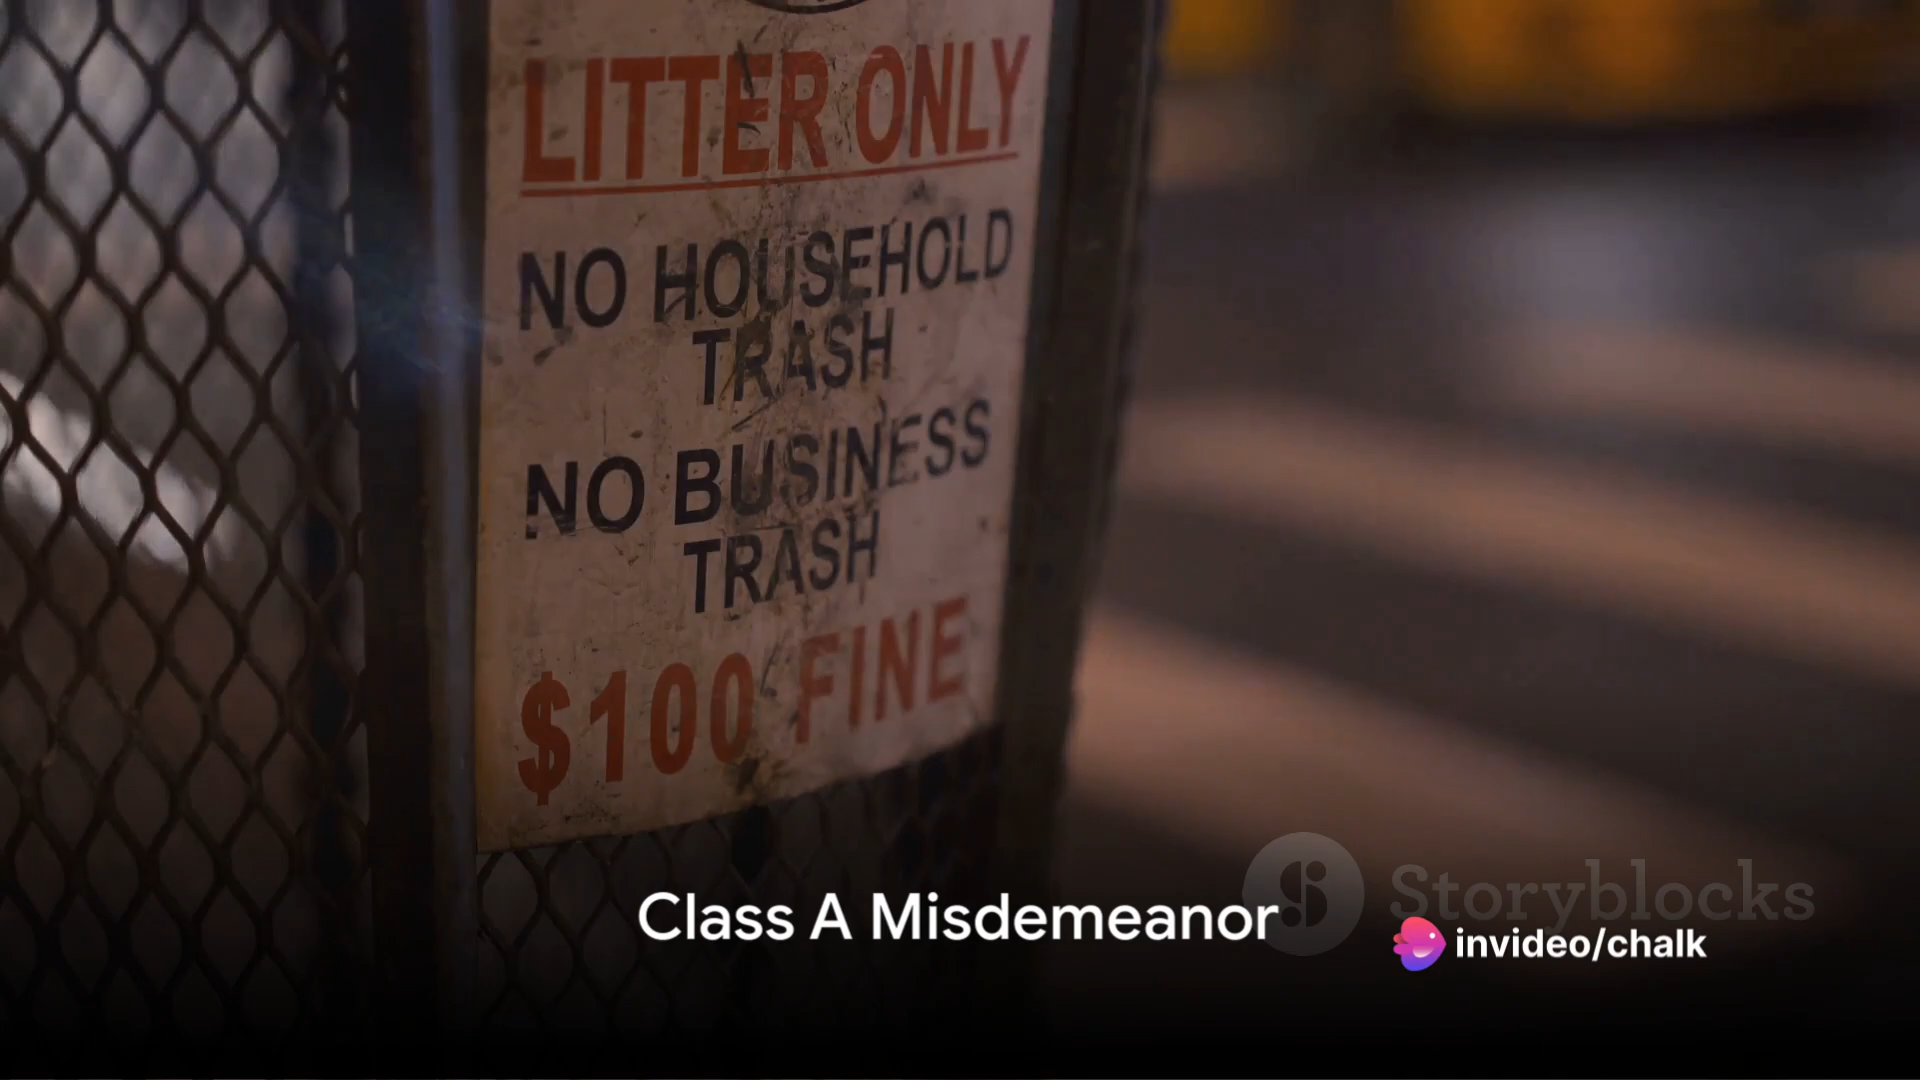 LITTER ONLY
NO HOUSEHOLD
TRASH
NO BUSINESS
TRASH
$100 FINE
Class A Misdemeanor
Storyblocks
invideo/chalk